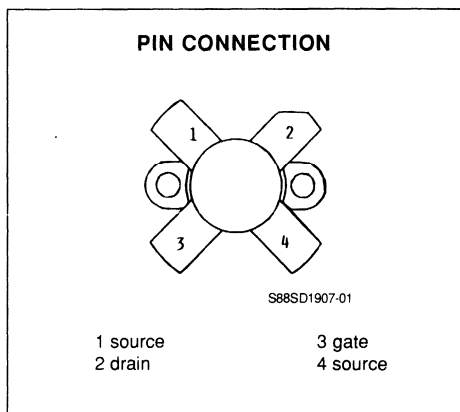 PIN CONNECTION
1
2
3
4
S88SD1907-01
1 source
3 gate
2 drain
4 source